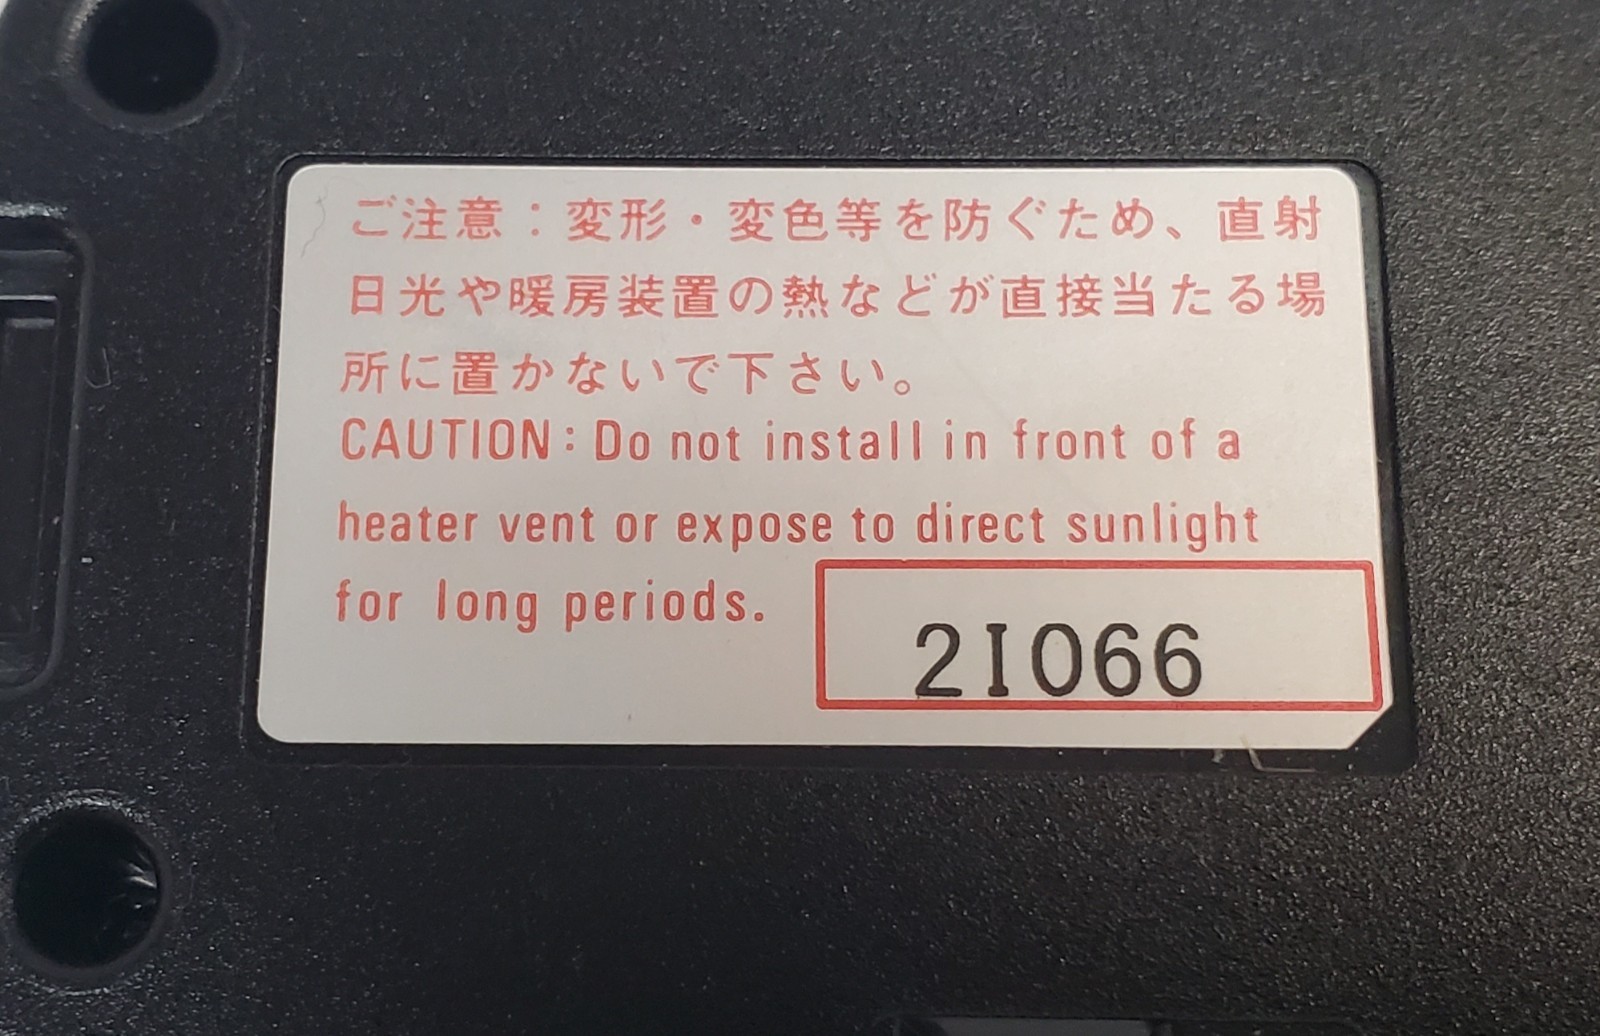 ご注意：変形・変色等を防ぐため、直射
日光や暖房装置の熱などが直接当たる場
所に置かないで下さい。
CAUTION: Do not install in front of a
heater vent or expose to direct sunlight
for long periods.
21066